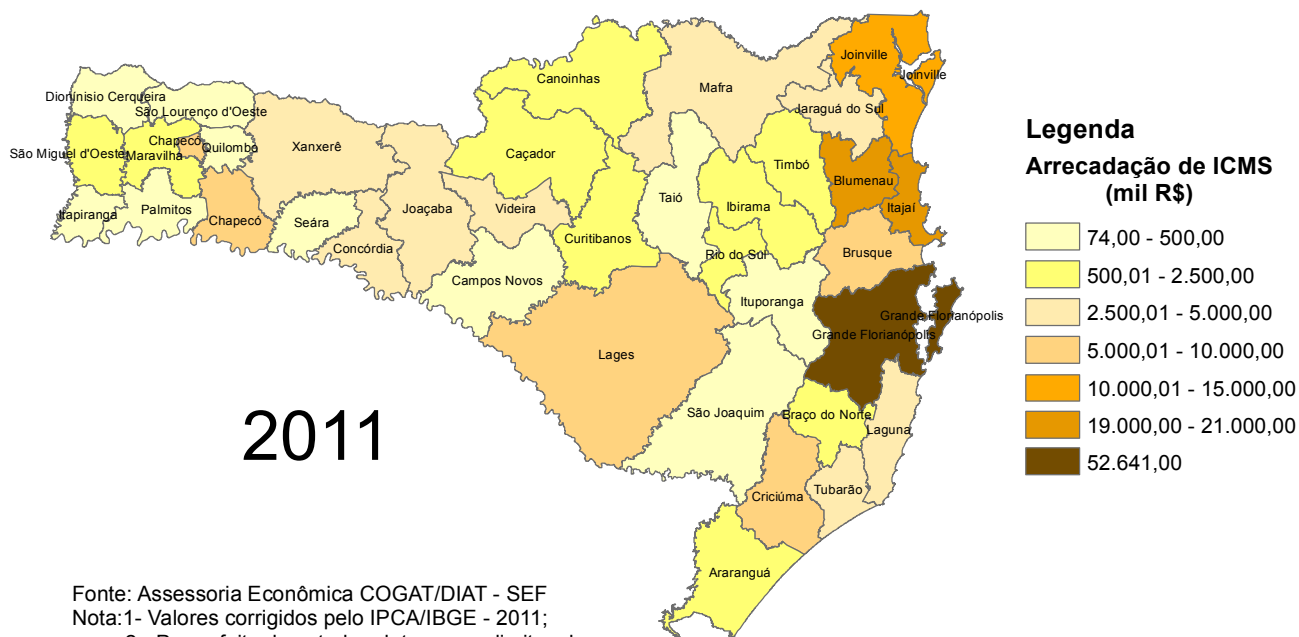 Joinville
Joinville
Canoinhas
Mafra
Dionísio Cerqueira
São Lourenço d'Oeste
Jaraguá do Sul
Chapecó
Quilombo
Xanxerê
São Miguel d'Oeste
Maravilha
Caçador
Timbó
Blumenau
Taió
Ibirama
Itajaí
Itapiranga
Palmitos
Chapecó
Seára
Joaçaba
Videira
Curitibanos
Concórdia
Rio do Sul
Brusque
Campos Novos
Ituporanga
Grande Florianópolis
Grande Florianópolis
Lages
São Joaquim
Braço do Norte
Laguna
Criciúma
Tubarão
Araranguá
2011
Legenda
Arrecadação de ICMS
(mil R$)
74,00 - 500,00
500,01 - 2.500,00
2.500,01 - 5.000,00
5.000,01 - 10.000,00
10.000,01 - 15.000,00
19.000,00 - 21.000,00
52.641,00
Fonte: Assessoria Econômica COGAT/DIAT - SEF
Nota:1- Valores corrigidos pelo IPCA/IBGE - 2011;